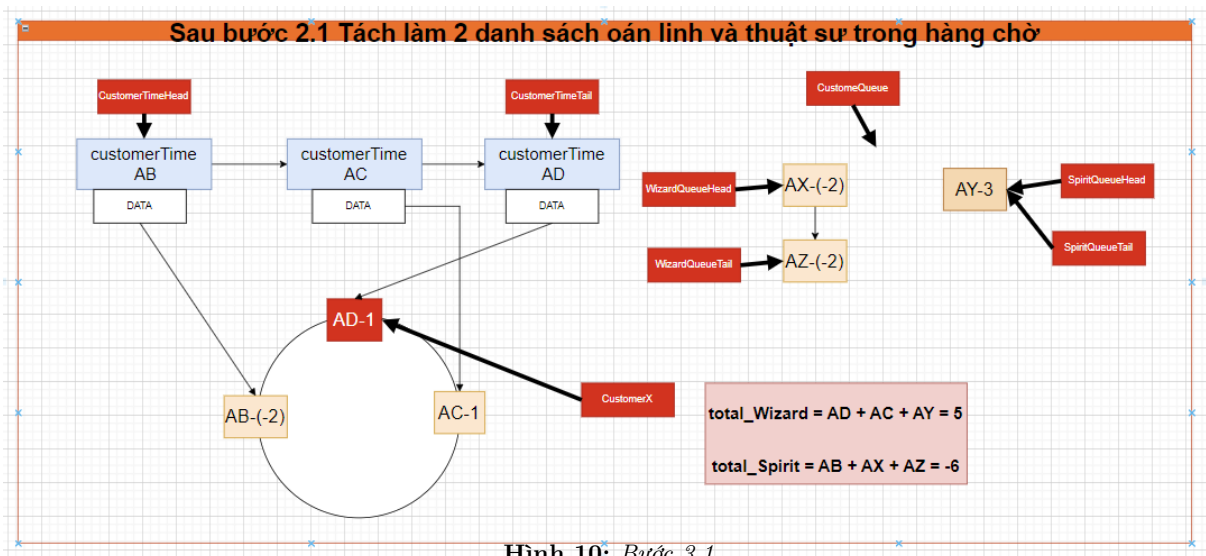 Sau bước 2.1 Tách làm 2 danh sách oán linh và thuật sư trong hàng chờ
CustomerTimeHead
CustomerTimeTail
CustomeQueue
customerTime
AB
customerTime
AC
customerTime
AD
DATA
DATA
DATA
WizardQueueHead
AX-(-2)
AY-3
SpiritQueueHead
WizardQueueTail
AZ-(-2)
SpiritQueueTail
AD-1
AB-(-2)
AC-1
CustomerX
total_Wizard = AD + AC + AY = 5
total_Spirit = AB + AX + AZ = -6
Hình 10: Bước 3.1